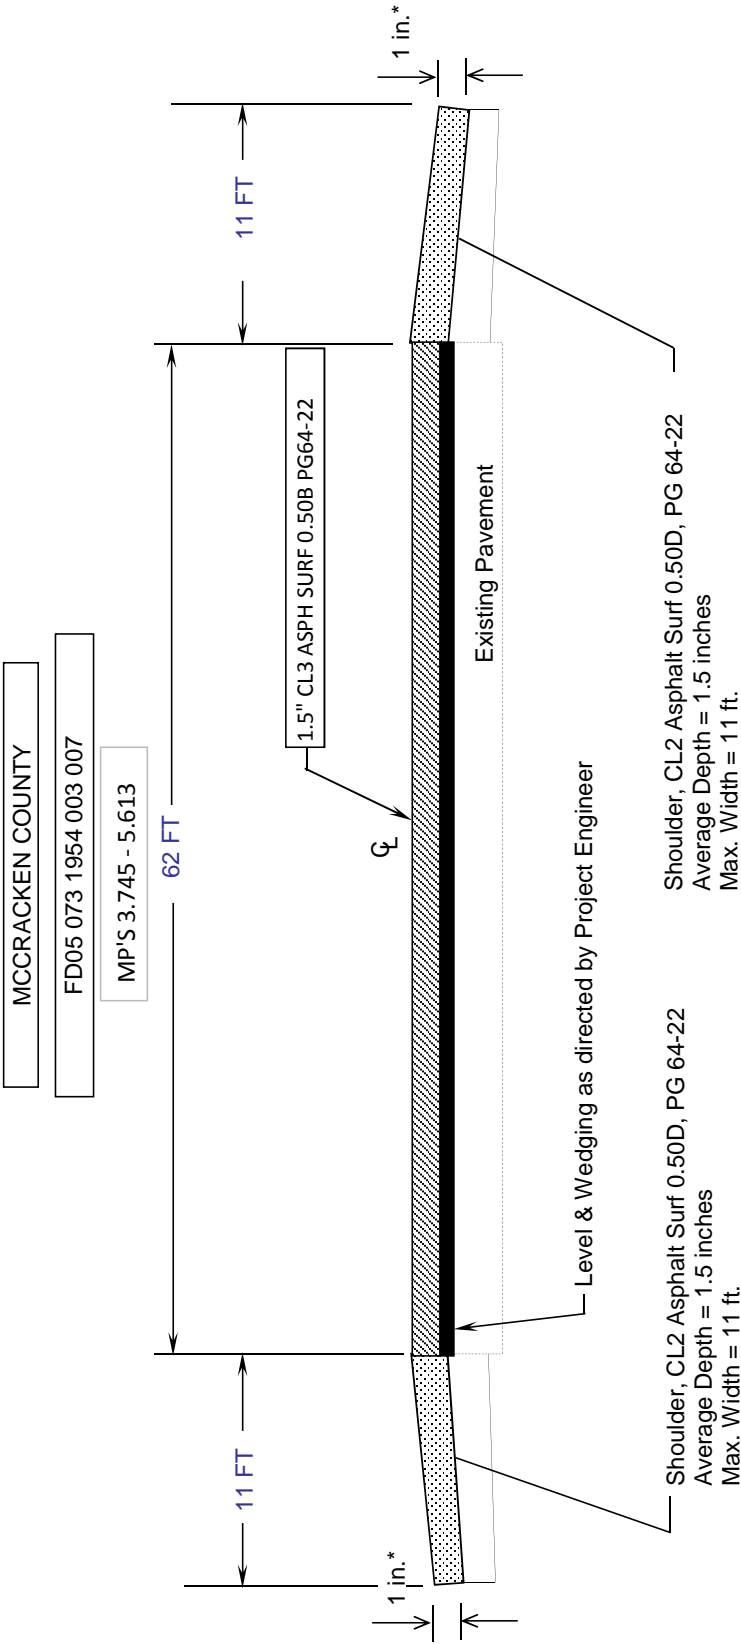 MCCRACKEN COUNTY
FD05 073 1954 003 007
MP'S 3.745 - 5.613
11 FT
62 FT
11 FT
1.5" CL3 ASPH SURF 0.50B PG64-22
1 in.*
℄
1 in.*
Existing Pavement
Level & Wedging as directed by Project Engineer
Shoulder, CL2 Asphalt Surf 0.50D, PG 64-22
Average Depth = 1.5 inches
Max. Width = 11 ft.
Shoulder, CL2 Asphalt Surf 0.50D, PG 64-22
Average Depth = 1.5 inches
Max. Width = 11 ft.